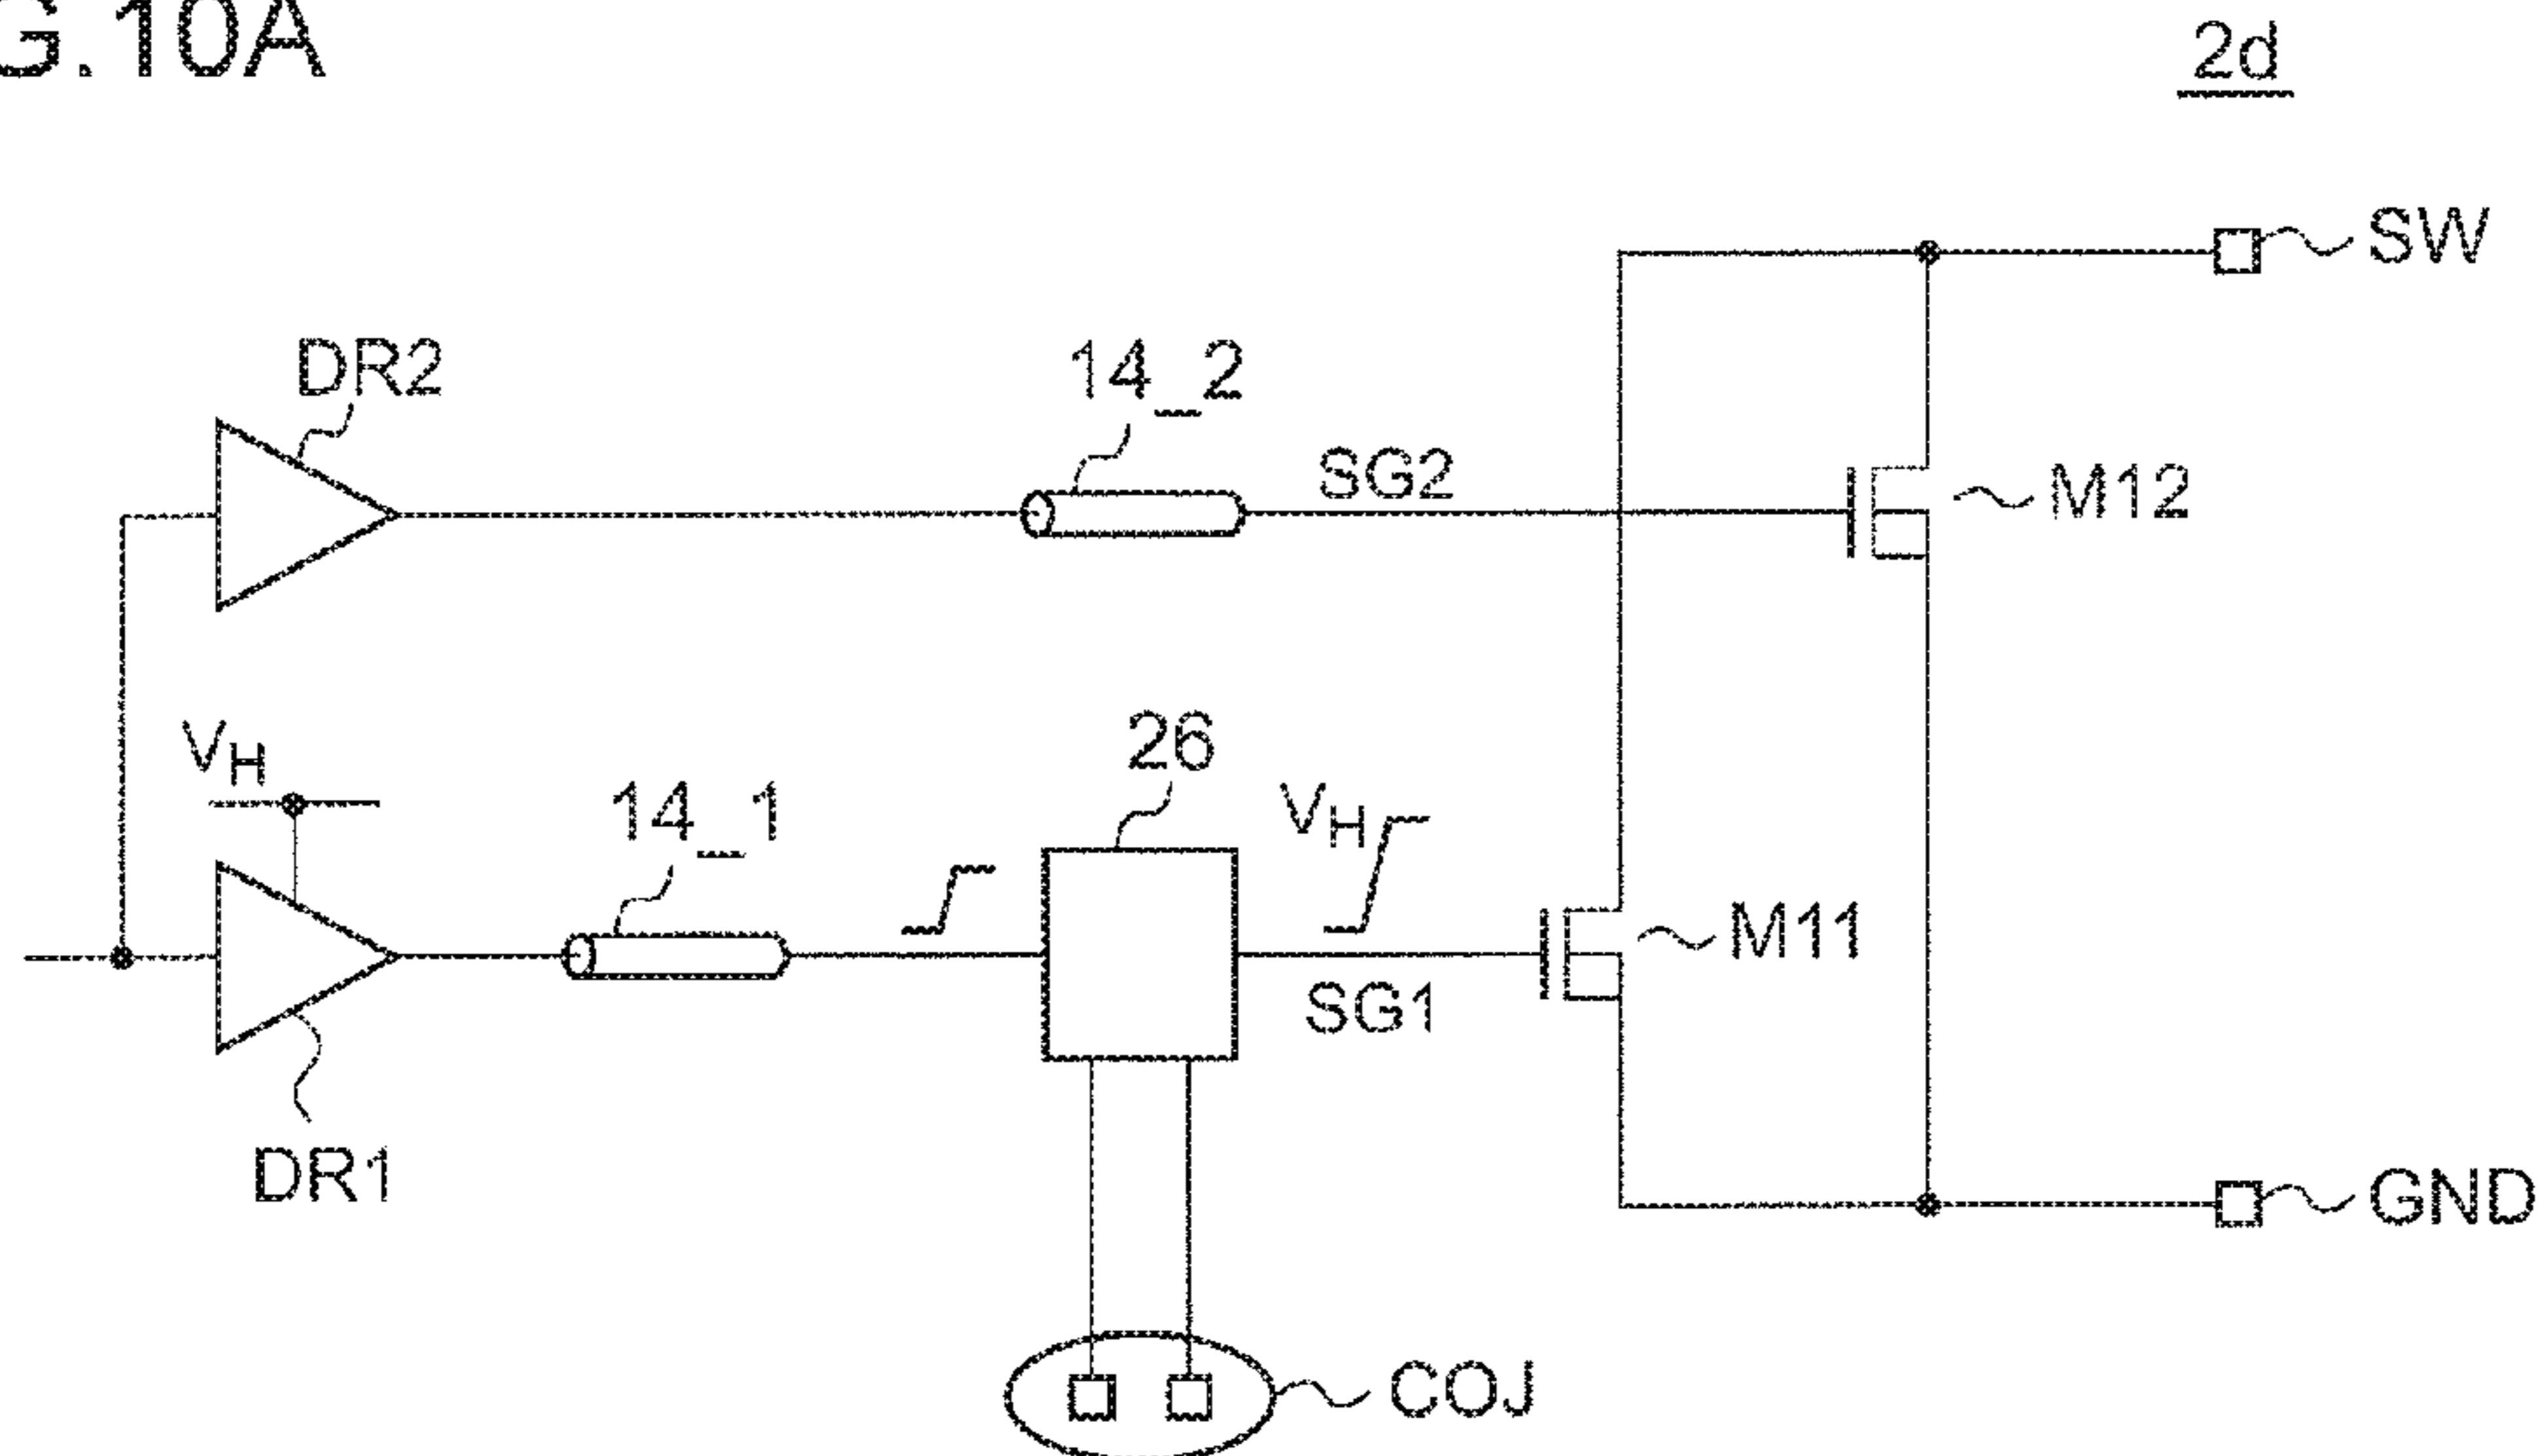 G.10A
2d
SW
DR2
14_2
SG2
M12
VH
14_1
26
VH
M11
SG1
DR1
GND
COJ